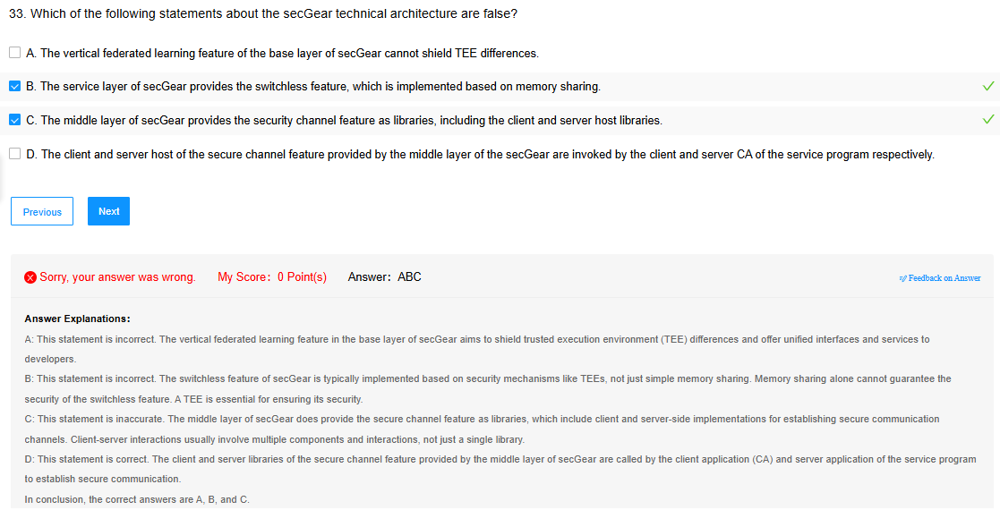 33. Which of the following statements about the secGear technical architecture are false?
A. The vertical federated learning feature of the base layer of secGear cannot shield TEE differences.
B. The service layer of secGear provides the switchless feature, which is implemented based on memory sharing.
C. The middle layer of secGear provides the security channel feature as libraries, including the client and server host libraries.
D. The client and server host of the secure channel feature provided by the middle layer of the secGear are invoked by the client and server CA of the service program respectively.
Previous
Next
Sorry, your answer was wrong. My Score: 0 Point(s) Answer: ABC
Feedback on Answer
Answer Explanations:
A: This statement is incorrect. The vertical federated learning feature in the base layer of secGear aims to shield trusted execution environment (TEE) differences and offer unified interfaces and services to
developers.
B: This statement is incorrect. The switchless feature of secGear is typically implemented based on security mechanisms like TEEs, not just simple memory sharing. Memory sharing alone cannot guarantee the
security of the switchless feature. A TEE is essential for ensuring its security.
C: This statement is inaccurate. The middle layer of secGear does provide the secure channel feature as libraries, which include client and server-side implementations for establishing secure communication
channels. Client-server interactions usually involve multiple components and interactions, not just a single library.
D: This statement is correct. The client and server libraries of the secure channel feature provided by the middle layer of secGear are called by the client application (CA) and server application of the service program
to establish secure communication.
In conclusion, the correct answers are A, B, and C.